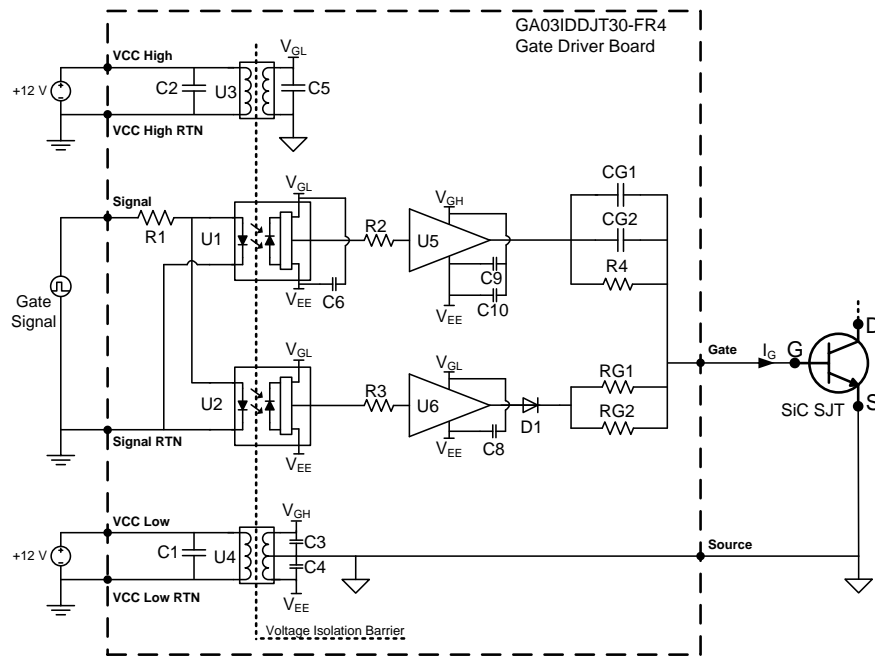 GA03IDDJT30-FR4
Gate Driver Board
VCC High
VGL
+12 V
C2
U3
C5
VCC High RTN
Signal
VGL
VGH
CG1
R1
U1
R2
U5
CG2
C6
C9
R4
VEE
C10
VEE
Gate
Signal
D
Gate
IG
G
VGL
VGL
RG1
U2
R3
U6
SiC SJT
S
D1
RG2
C8
Signal RTN
VEE
VEE
VCC Low
VGH
Source
+12 V
C1
U4
C3
C4
VCC Low RTN
VEE
Voltage Isolation Barrier